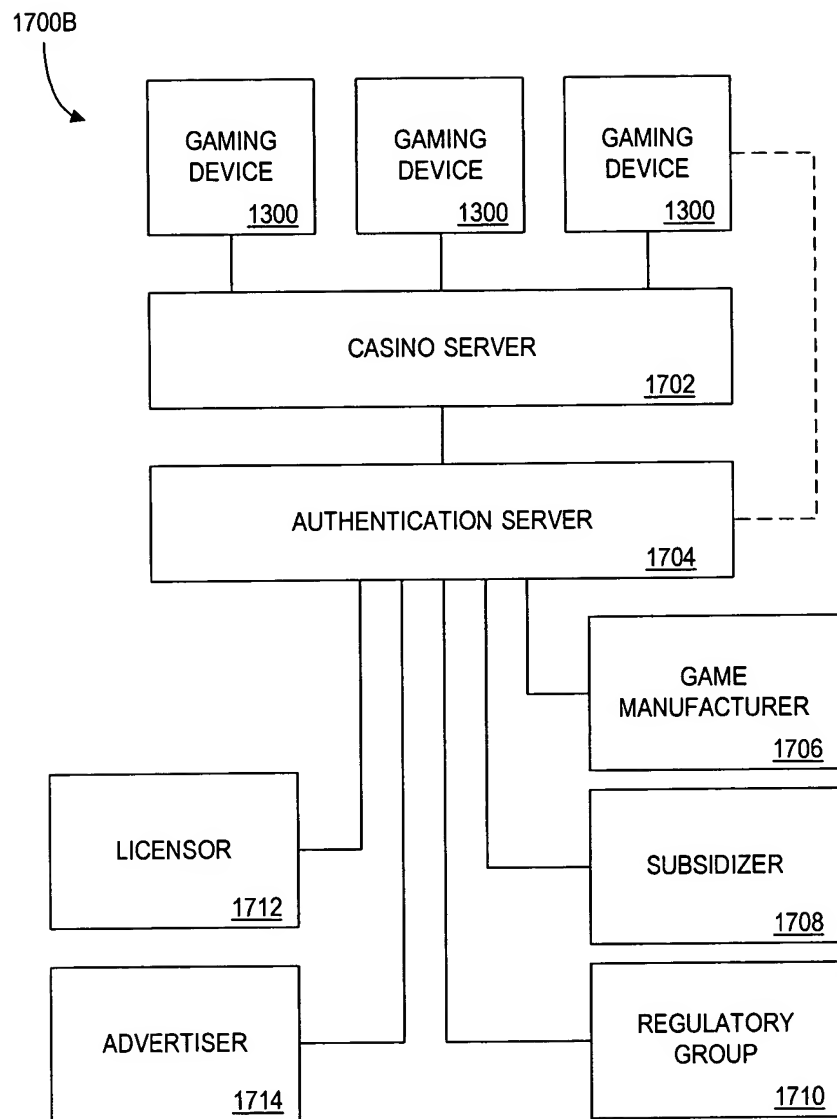 1700B
GAMING
DEVICE
1300
GAMING
DEVICE
1300
GAMING
DEVICE
1300
CASINO SERVER
1702
AUTHENTICATION SERVER
1704
GAME
MANUFACTURER
1706
LICENSOR
1712
SUBSIDIZER
1708
ADVERTISER
1714
REGULATORY
GROUP
1710